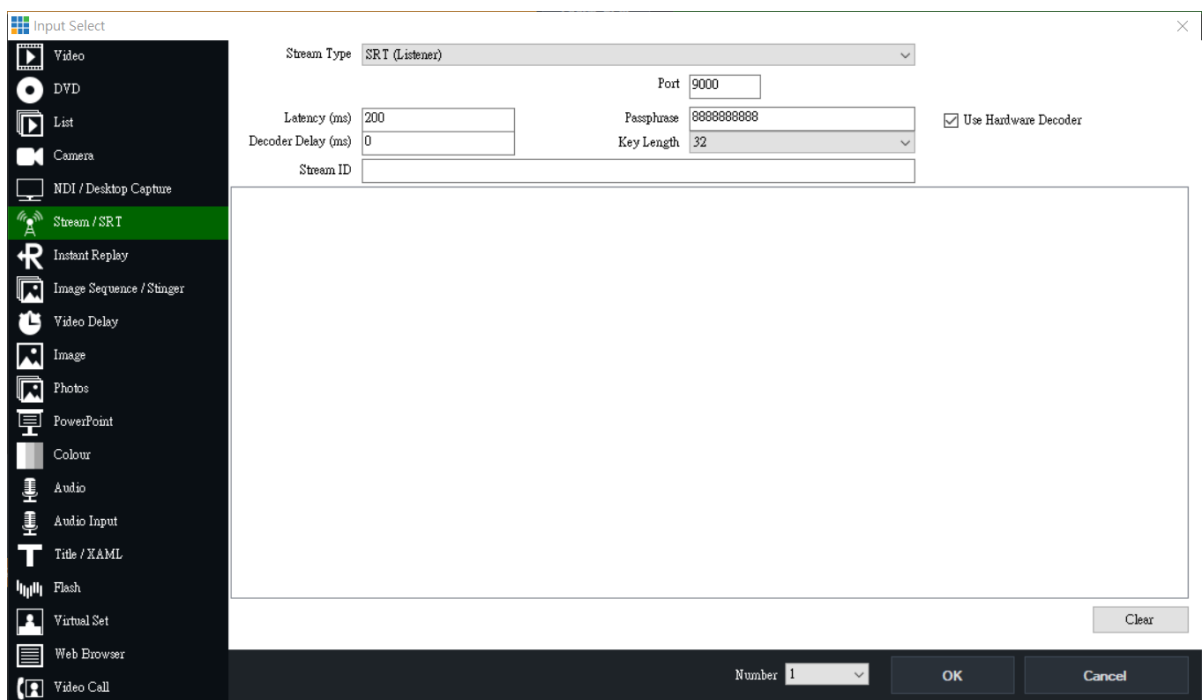 Input Select
Video
DVD
List
Camera
NDI / Desktop Capture
Stream / SRT
Instant Replay
Image Sequence / Stinger
Video Delay
Image
Photos
PowerPoint
Colour
Audio
Audio Input
Title / XAML
Flash
Virtual Set
Web Browser
Video Call
Stream Type SRT (Listener)
Port 9000
Latency (ms) 200 Passphrase 8888888888 Use Hardware Decoder
Decoder Delay (ms) 0 Key Length 32
Stream ID
Clear
Number 1 OK Cancel